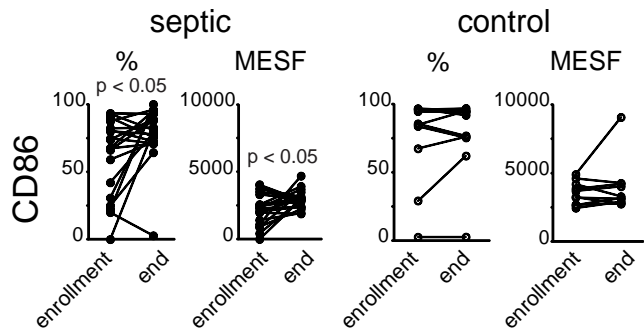 septic control
% MESF % MESF
p < 0.05
100 10000 100 10000
p < 0.05
CD86
50 5000 50 5000
0 0 0 0
enrollment end enrollment end enrollment end enrollment end